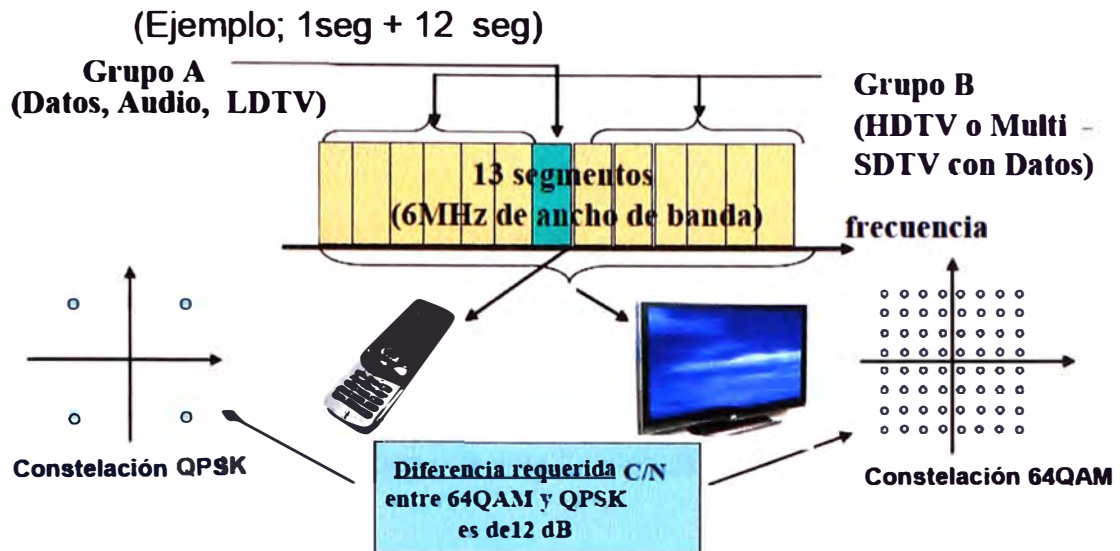 (Ejemplo; 1seg + 12 seg)
Grupo A
(Datos, Audio, LDTV)
Grupo B
(HDTV o Multi -
SDTV con Datos)
13 segmentos
(6MHz de ancho de banda)
frecuencia
Constelación QPSK
Diferencia requerida C/N
entre 64QAM y QPSK
es de12 dB
Constelación 64QAM